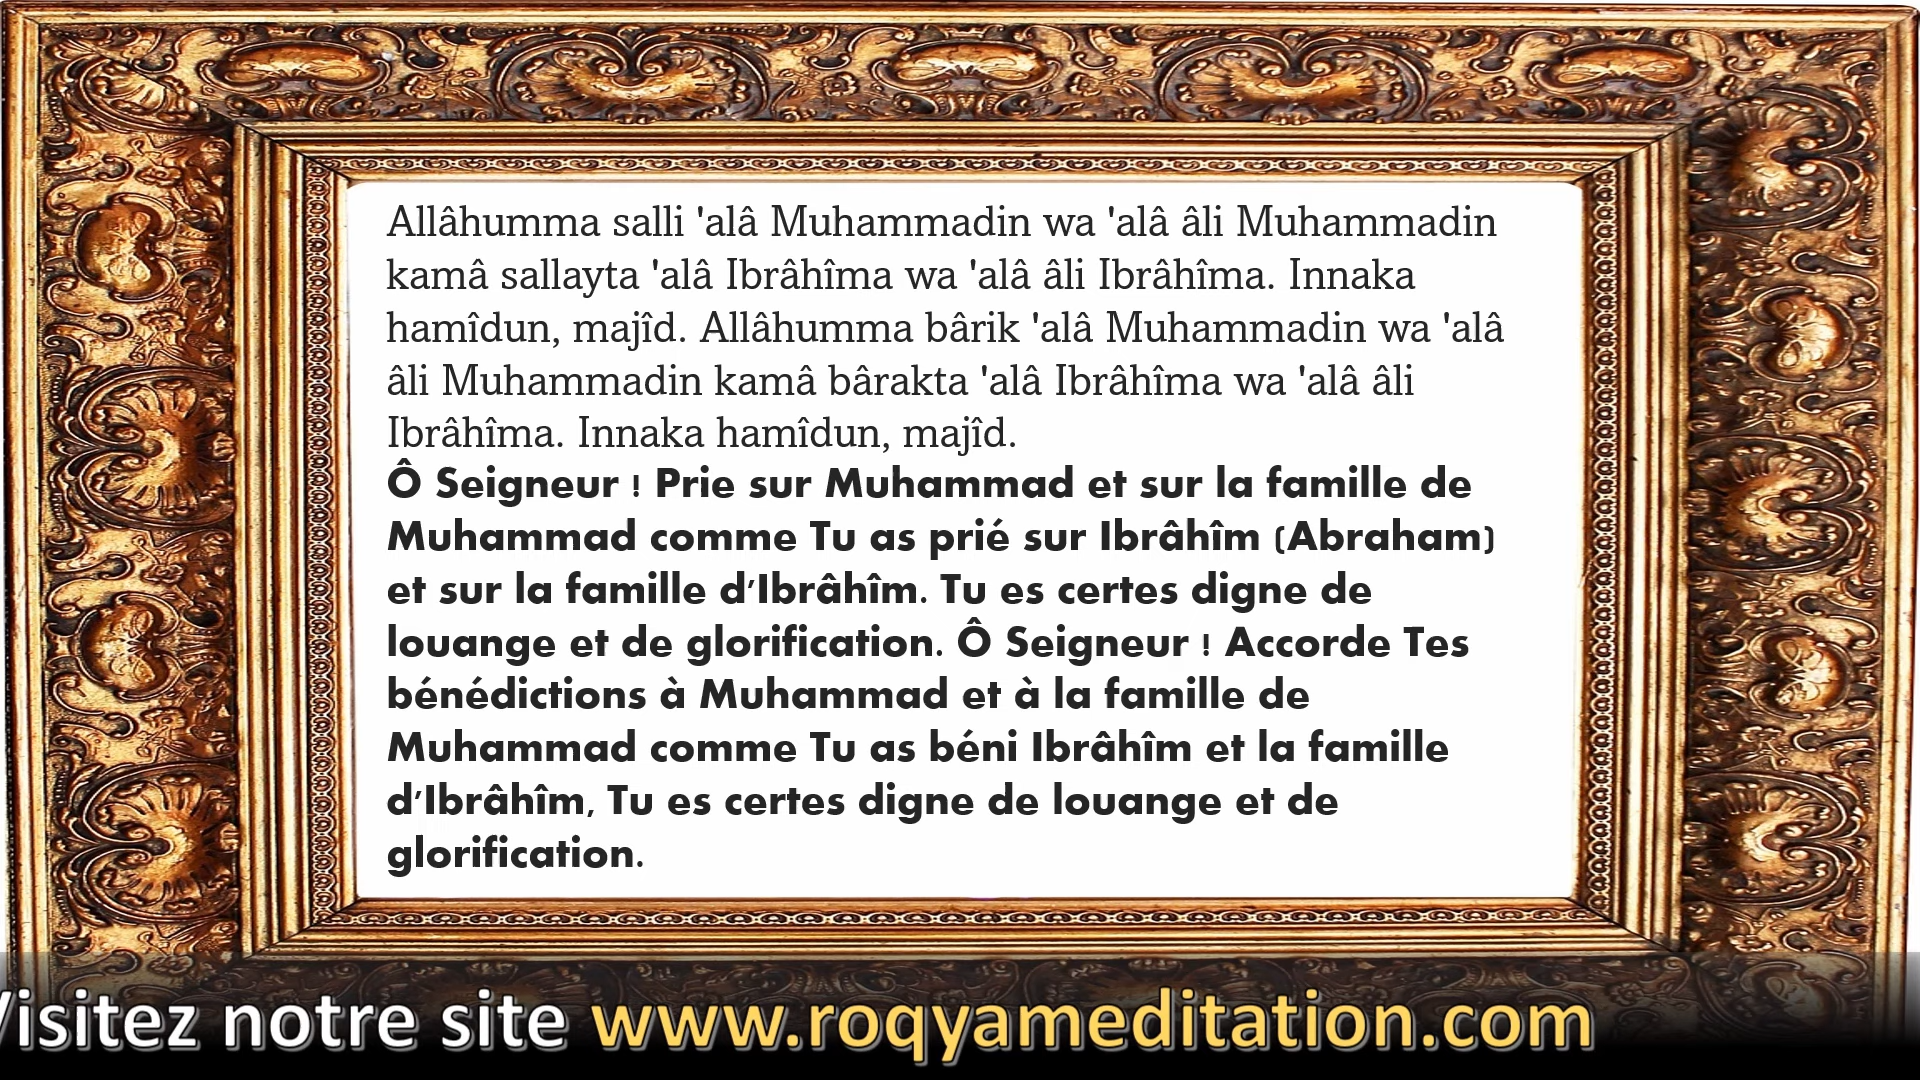 Allâhumma salli 'alâ Muhammadin wa 'alâ âli Muhammadin
kamâ sallayta 'alâ Ibrâhîma wa 'alâ âli Ibrâhîma. Innaka
hamîdun, majîd. Allâhumma bârik 'alâ Muhammadin wa 'alâ
âli Muhammadin kamâ bârakta 'alâ Ibrâhîma wa 'alâ âli
Ibrâhîma. Innaka hamîdun, majîd.
Ô Seigneur ! Prie sur Muhammad et sur la famille de
Muhammad comme Tu as prié sur Ibrâhîm (Abraham)
et sur la famille d'Ibrâhîm. Tu es certes digne de
louange et de glorification. Ô Seigneur ! Accorde Tes
bénédictions à Muhammad et à la famille de
Muhammad comme Tu as béni Ibrâhîm et la famille
d'Ibrâhîm, Tu es certes digne de louange et de
glorification.
Visitez notre site www.roqyameditation.com